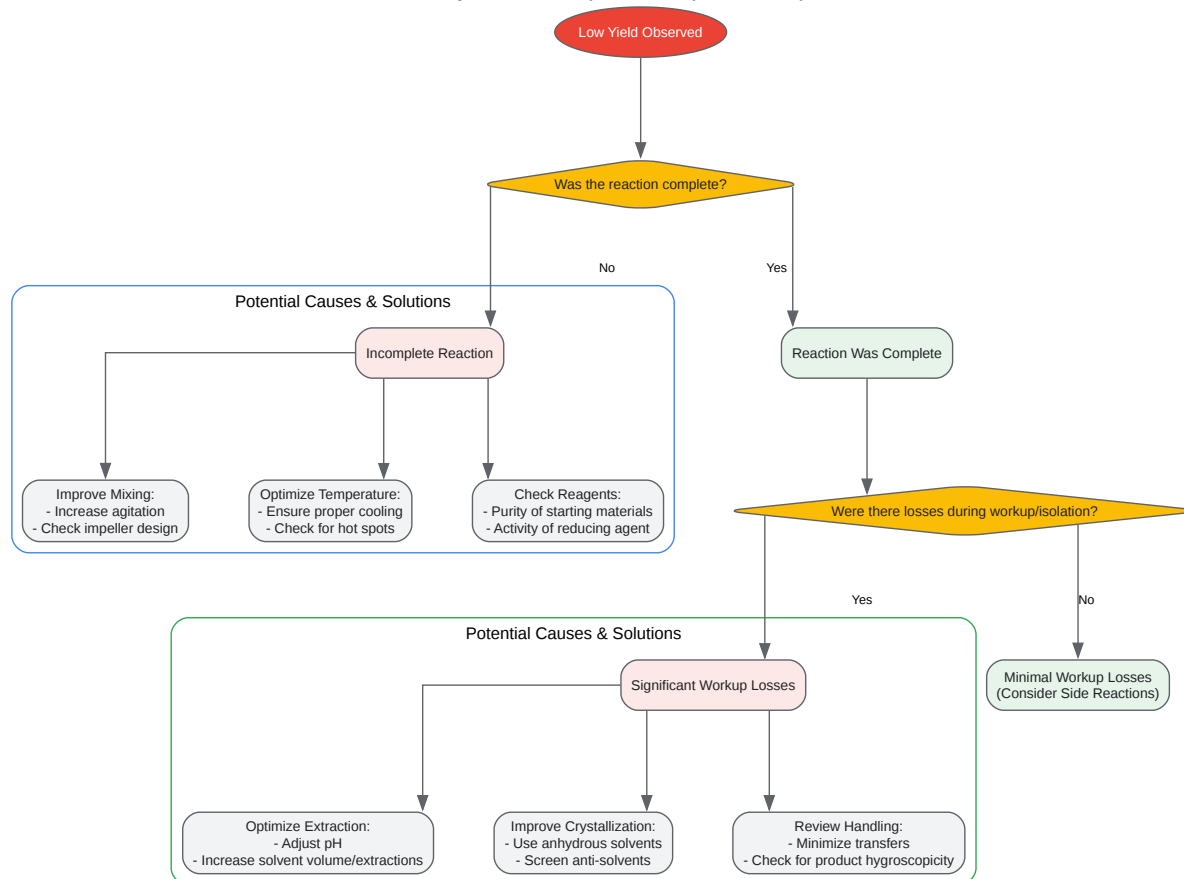 Low Yield Observed
Was the reaction complete?
No
Yes
Potential Causes & Solutions
Incomplete Reaction
Reaction Was Complete
Improve Mixing:
- Increase agitation
- Check impeller design
Optimize Temperature:
- Ensure proper cooling
- Check for hot spots
Check Reagents:
- Purity of starting materials
- Activity of reducing agent
Were there losses during workup/isolation?
Yes
No
Potential Causes & Solutions
Significant Workup Losses
Minimal Workup Losses
(Consider Side Reactions)
Optimize Extraction:
- Adjust pH
- Increase solvent volume/extractions
Improve Crystallization:
- Use anhydrous solvents
- Screen anti-solvents
Review Handling:
- Minimize transfers
- Check for product hygroscopicity